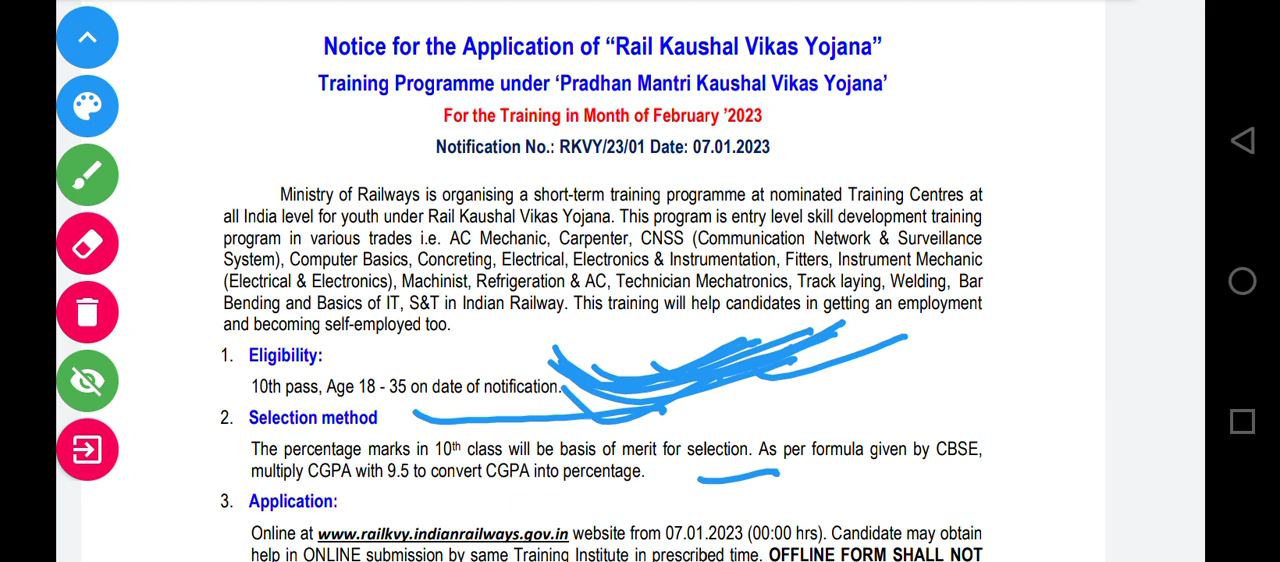 Notice for the Application of “Rail Kaushal Vikas Yojana”
Training Programme under ‘Pradhan Mantri Kaushal Vikas Yojana’
For the Training in Month of February ’2023
Notification No.: RKVY/23/01 Date: 07.01.2023
Ministry of Railways is organising a short-term training programme at nominated Training Centres at
all India level for youth under Rail Kaushal Vikas Yojana. This program is entry level skill development training
program in various trades i.e. AC Mechanic, Carpenter, CNSS (Communication Network & Surveillance
System), Computer Basics, Concreting, Electrical, Electronics & Instrumentation, Fitters, Instrument Mechanic
(Electrical & Electronics), Machinist, Refrigeration & AC, Technician Mechatronics, Track laying, Welding, Bar
Bending and Basics of IT, S&T in Indian Railway. This training will help candidates in getting an employment
and becoming self-employed too.
1. Eligibility:
10th pass, Age 18 - 35 on date of notification.
2. Selection method
The percentage marks in 10th class will be basis of merit for selection. As per formula given by CBSE,
multiply CGPA with 9.5 to convert CGPA into percentage.
3. Application:
Online at www.railkvy.indianrailways.gov.in website from 07.01.2023 (00:00 hrs). Candidate may obtain
help in ONLINE submission by same Training Institute in prescribed time. OFFLINE FORM SHALL NOT